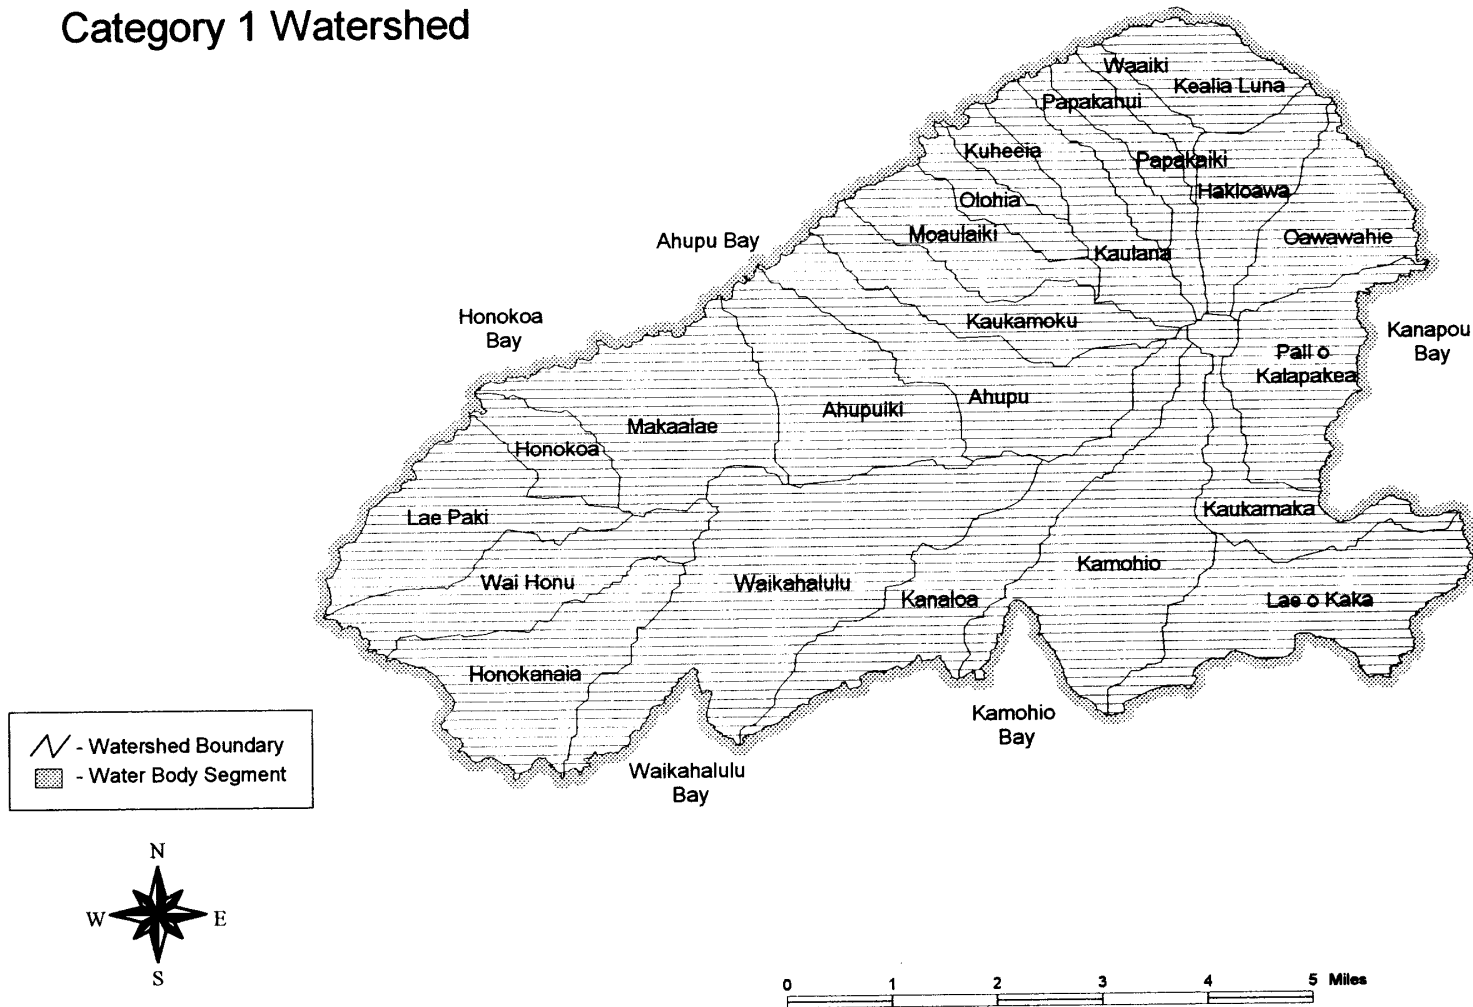 Category 1 Watershed
Waaiki
Kealia Luna
Papakahui
Kuheeia
Papakaiki
Hakioawa
Olohia
Moaulaiki
Kaulana
Oawawahie
Ahupu Bay
Honokoa
Bay
Kaukamoku
Kanapou
Bay
Pali o
Kalapakea
Ahupu
Ahupuiki
Makaalae
Honokoa
Lae Paki
Kaukamaka
Wai Honu
Waikahalulu
Kanaloa
Kamohio
Lae o Kaka
Honokanaia
Kamohio
Bay
Waikahalulu
Bay
- Watershed Boundary
- Water Body Segment
N
W
E
S
0 1 2 3 4 5 Miles